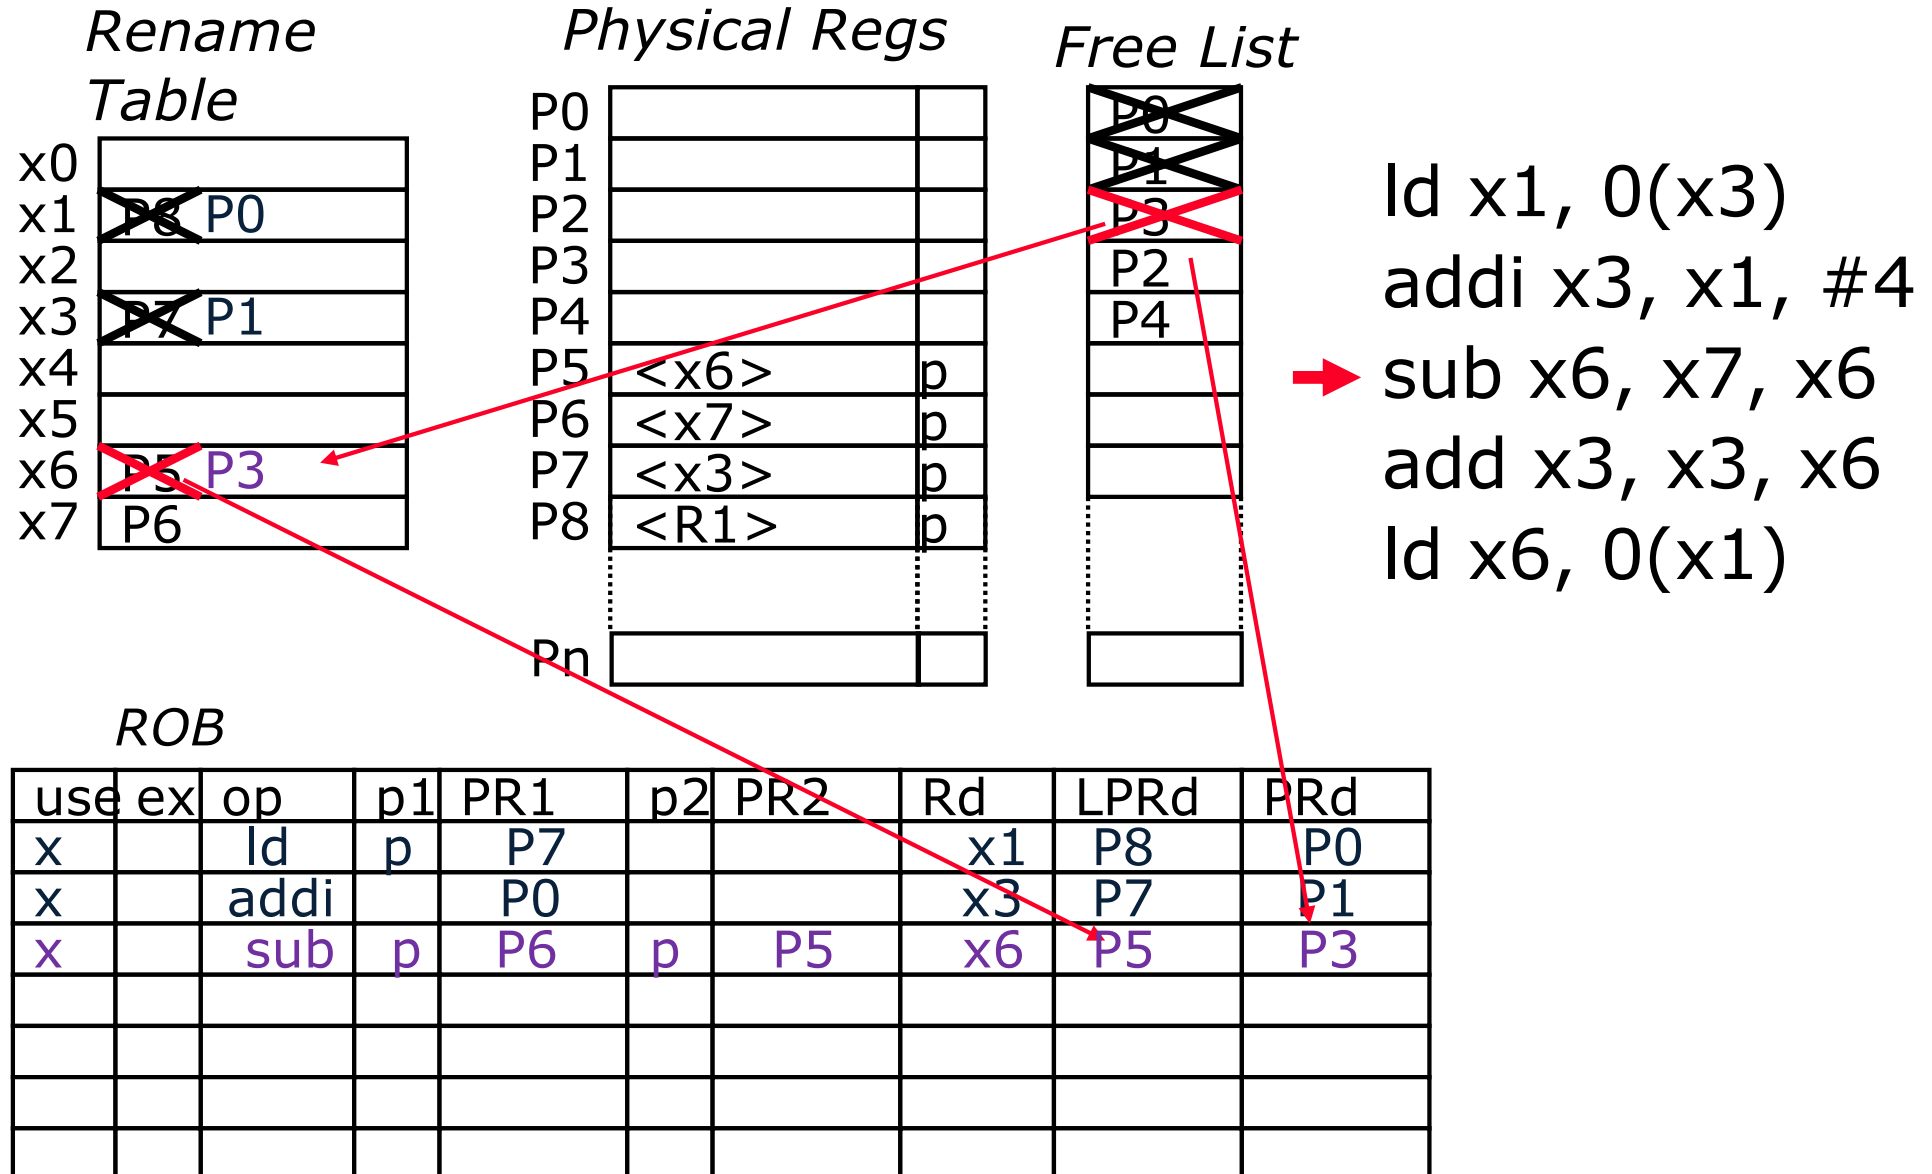 Rename Table
Physical Regs
Free List
x0
x1 P8 P0
x2
x3 P7 P1
x4
x5
x6 P5 P3
x7 P6
P0
P1
P2
P3
P4
P5 <x6> p
P6 <x7> p
P7 <x3> p
P8 <R1> p
Pn
P0
P1
P3
P2
P4
ld x1, 0(x3)
addi x3, x1, #4
sub x6, x7, x6
add x3, x3, x6
ld x6, 0(x1)
ROB
use ex op p1 PR1 p2 PR2 Rd LPRd PRd
x ld p P7 x1 P8 P0
x addi P0 x3 P7 P1
x sub p P6 p P5 x6 P5 P3